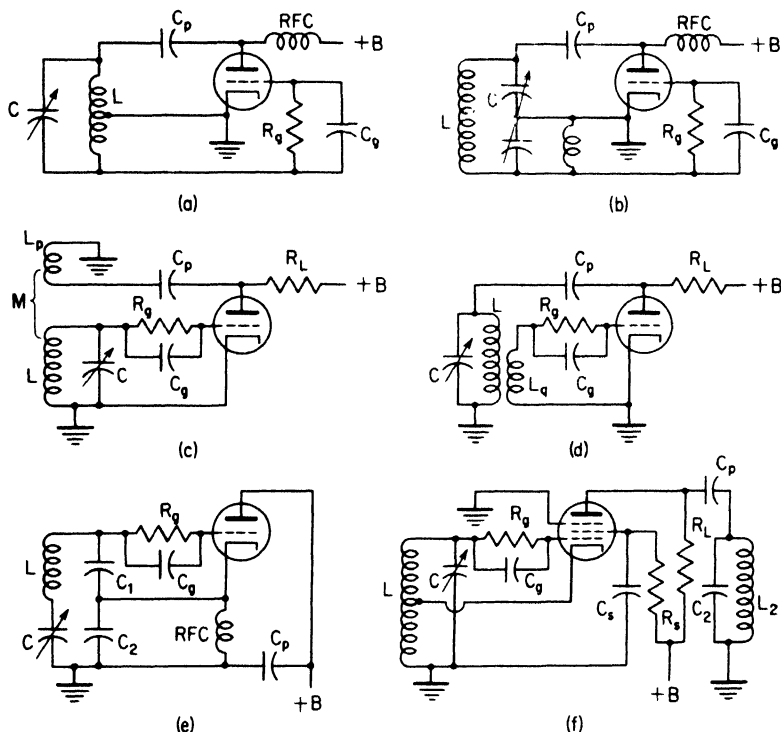 C_p RFC +B
C L R_g C_g
(a)
C_p RFC +B
L C R_g C_g
(b)
L_p C_p R_L +B
M R_g
L C C_g
(c)
C_p R_L +B
L R_g
C L_g C_g
(d)
R_g
L C_1 C_g
C C_2 RFC C_p
+B
(e)
C_p
R_g R_L
L C C_g C_s R_s C_2 L_2
+B
(f)